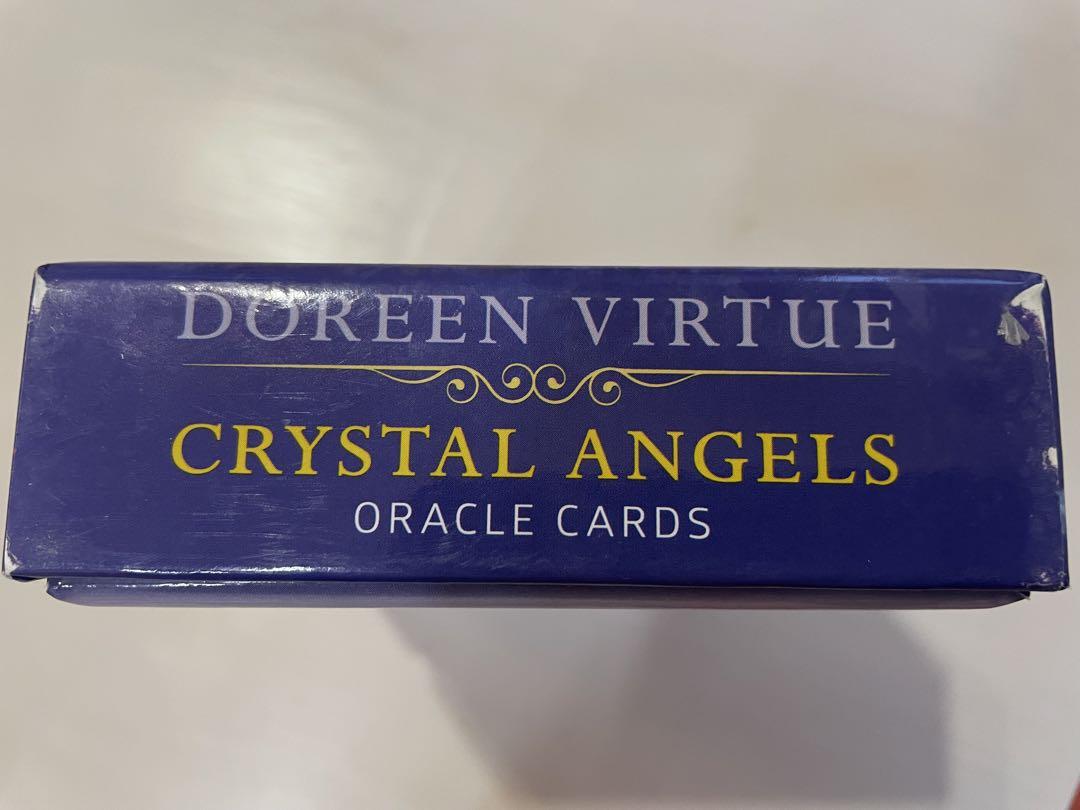 DOREEN VIRTUE
CRYSTAL ANGELS
ORACLE CARDS